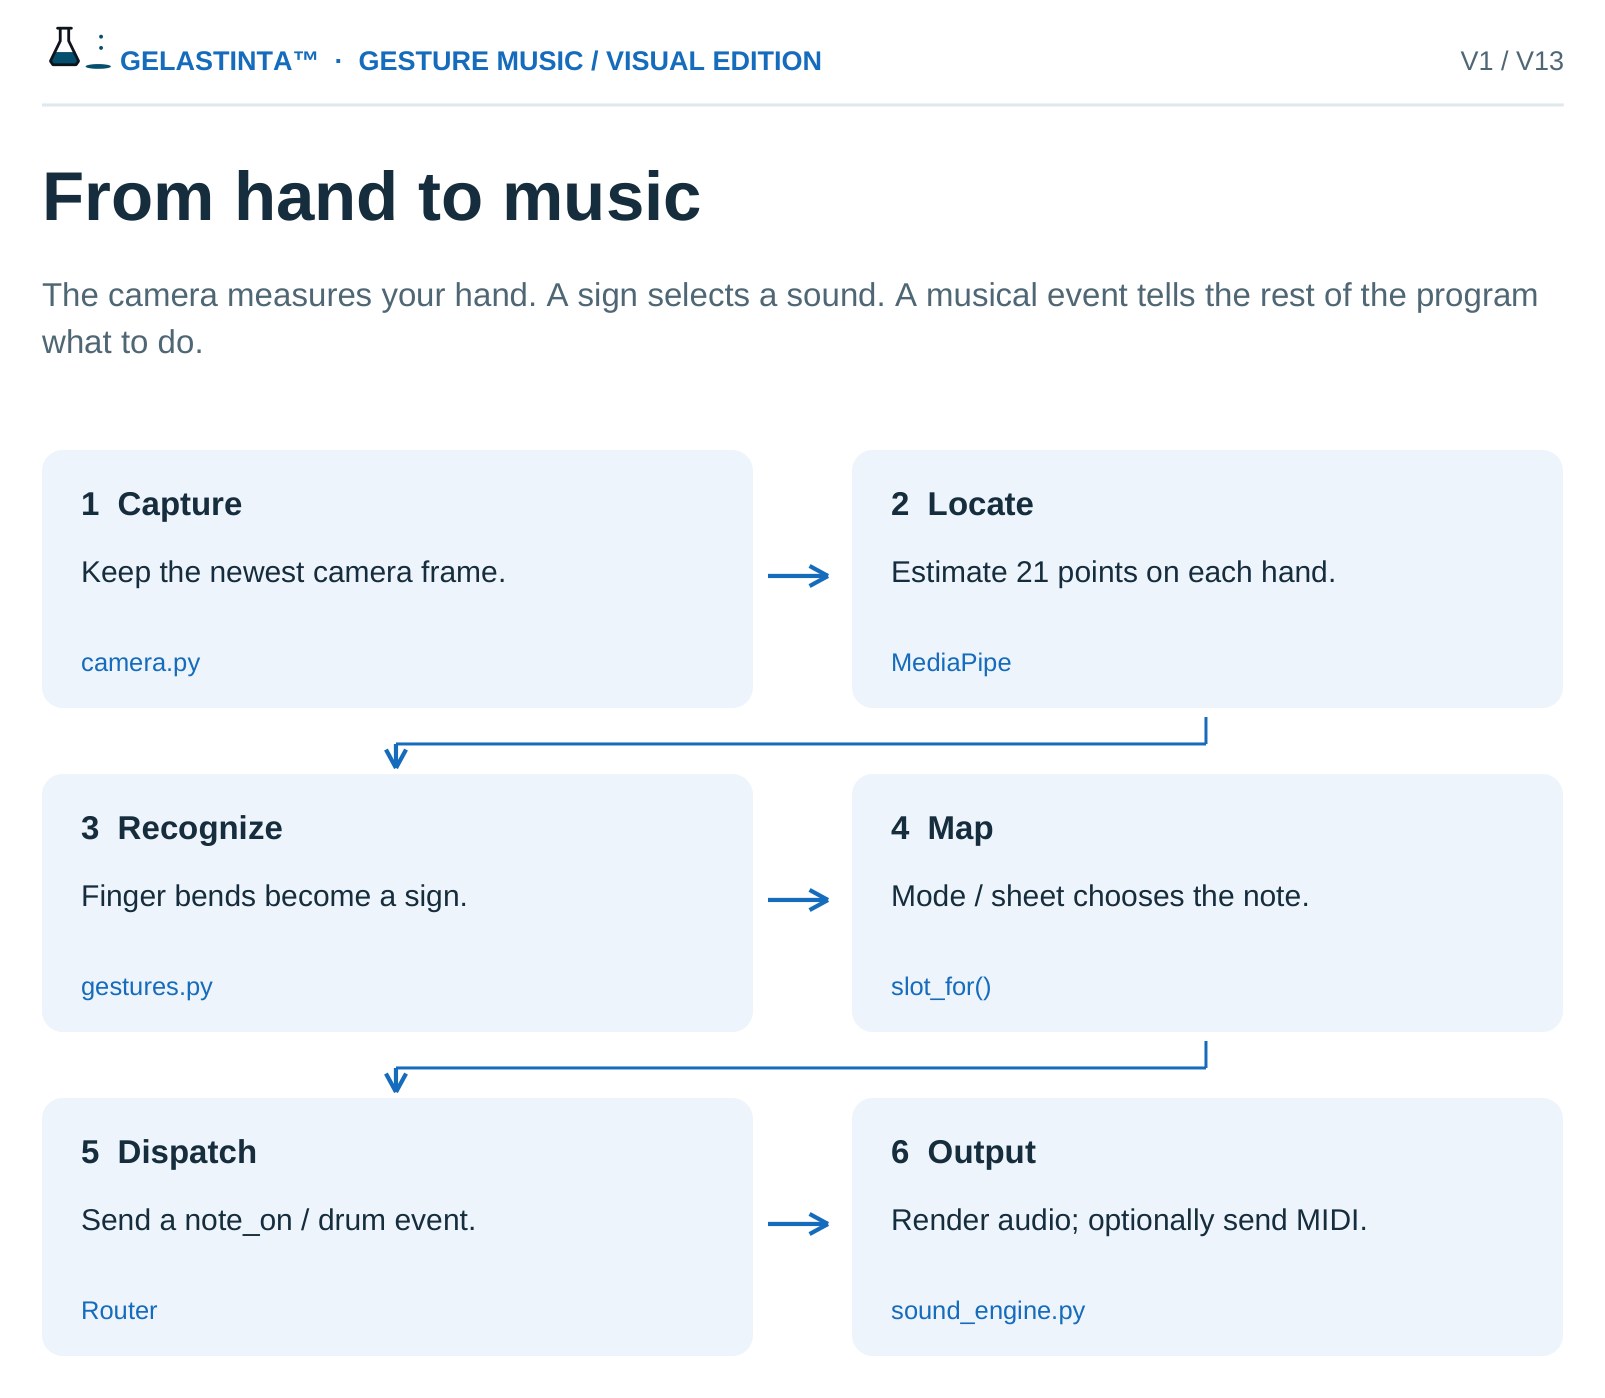 GELASTINTA™ · GESTURE MUSIC / VISUAL EDITION
V1 / V13
From hand to music
The camera measures your hand. A sign selects a sound. A musical event tells the rest of the program
what to do.
1 Capture
Keep the newest camera frame.
camera.py
2 Locate
Estimate 21 points on each hand.
MediaPipe
3 Recognize
Finger bends become a sign.
gestures.py
4 Map
Mode / sheet chooses the note.
slot_for()
5 Dispatch
Send a note_on / drum event.
Router
6 Output
Render audio; optionally send MIDI.
sound_engine.py